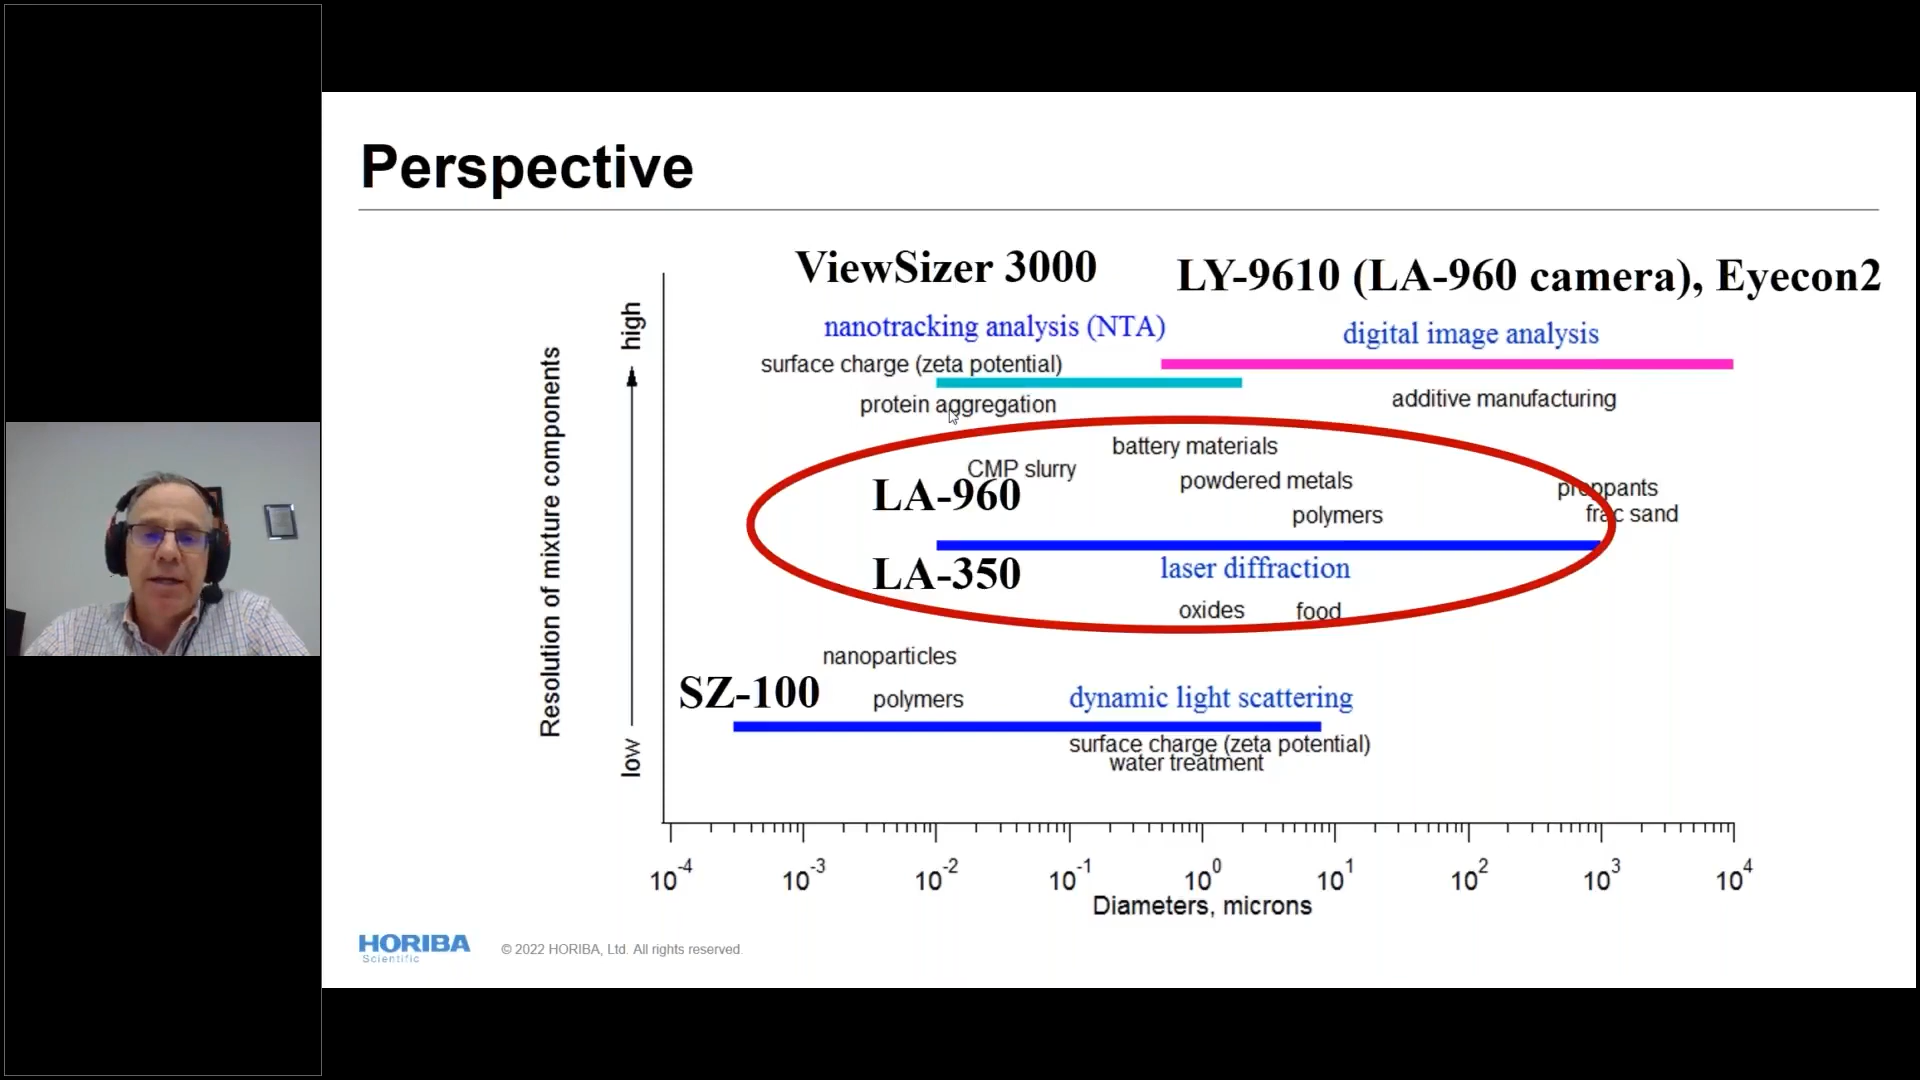 Perspective
ViewSizer 3000
LY-9610 (LA-960 camera), Eyecon2
nanotracking analysis (NTA)
digital image analysis
surface charge (zeta potential)
protein aggregation
additive manufacturing
battery materials
CMP slurry
powdered metals
LA-960
proppants
polymers
frac sand
laser diffraction
LA-350
oxides
food
nanoparticles
SZ-100
polymers
dynamic light scattering
surface charge (zeta potential)
water treatment
Resolution of mixture components
high
low
10-4 10-3 10-2 10-1 100 101 102 103 104
Diameters, microns
HORIBA
Scientific
© 2022 HORIBA, Ltd. All rights reserved.